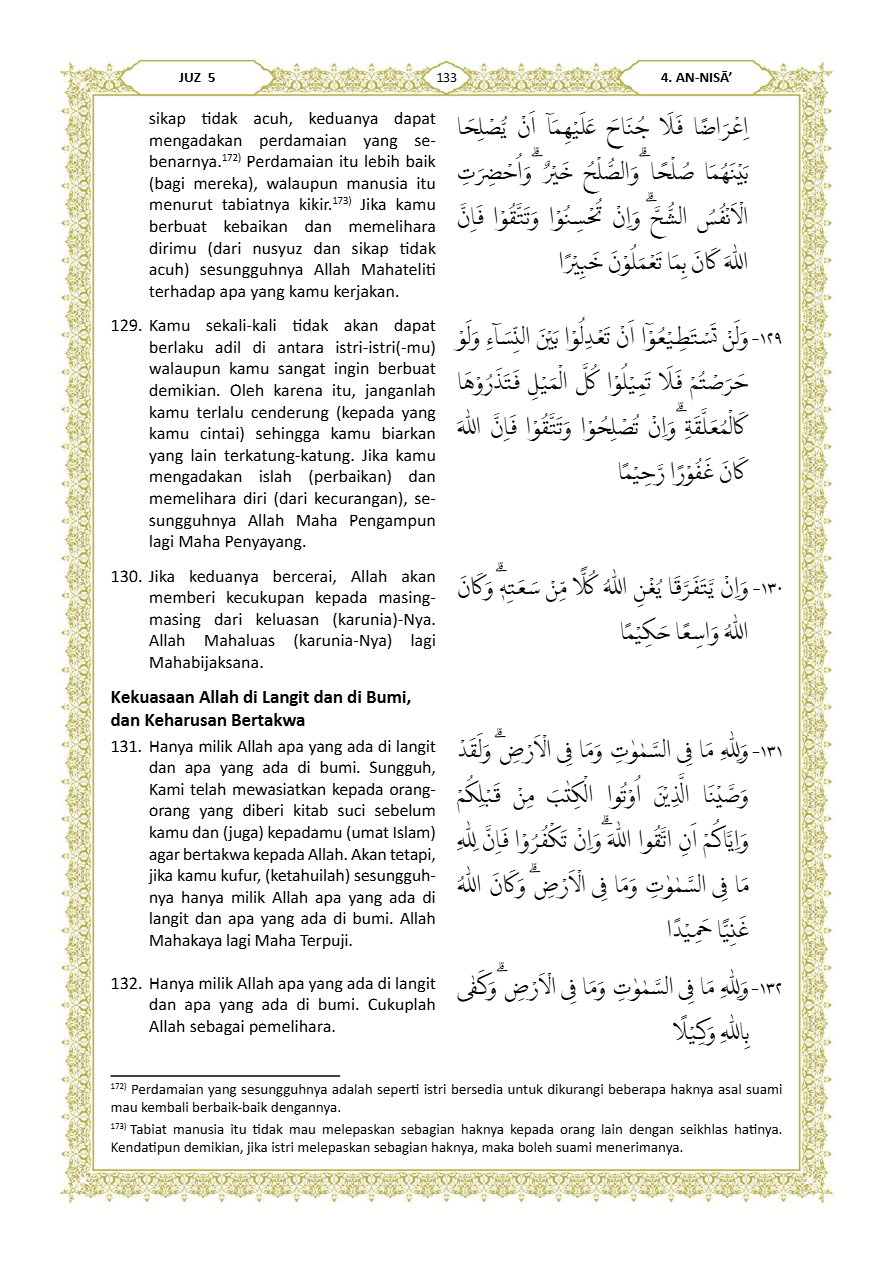 JUZ 5
133
4. AN-NISĀ’
sikap tidak acuh, keduanya dapat
mengadakan perdamaian yang se-
benarnya.172) Perdamaian itu lebih baik
(bagi mereka), walaupun manusia itu
menurut tabiatnya kikir.173) Jika kamu
berbuat kebaikan dan memelihara
dirimu (dari nusyuz dan sikap tidak
acuh) sesungguhnya Allah Mahateliti
terhadap apa yang kamu kerjakan.
اِعْرَاضًا فَلَا جُنَاحَ عَلَيْهِمَآ اَنْ يُّصْلِحَا
بَيْنَهُمَا صُلْحًاۗ وَالصُّلْحُ خَيْرٌۗ وَاُحْضِرَتِ
الْاَنْفُسُ الشُّحَّۗ وَاِنْ تُحْسِنُوْا وَتَتَّقُوْا فَاِنَّ
اللّٰهَ كَانَ بِمَا تَعْمَلُوْنَ خَبِيْرًا
129. Kamu sekali-kali tidak akan dapat
berlaku adil di antara istri-istri(-mu)
walaupun kamu sangat ingin berbuat
demikian. Oleh karena itu, janganlah
kamu terlalu cenderung (kepada yang
kamu cintai) sehingga kamu biarkan
yang lain terkatung-katung. Jika kamu
mengadakan islah (perbaikan) dan
memelihara diri (dari kecurangan), se-
sungguhnya Allah Maha Pengampun
lagi Maha Penyayang.
١٢٩- وَلَنْ تَسْتَطِيْعُوْٓا اَنْ تَعْدِلُوْا بَيْنَ النِّسَاۤءِ وَلَوْ
حَرَصْتُمْ فَلَا تَمِيْلُوْا كُلَّ الْمَيْلِ فَتَذَرُوْهَا
كَالْمُعَلَّقَةِۗ وَاِنْ تُصْلِحُوْا وَتَتَّقُوْا فَاِنَّ اللّٰهَ
كَانَ غَفُوْرًا رَّحِيْمًا
130. Jika keduanya bercerai, Allah akan
memberi kecukupan kepada masing-
masing dari keluasan (karunia)-Nya.
Allah Mahaluas (karunia-Nya) lagi
Mahabijaksana.
١٣٠- وَاِنْ يَّتَفَرَّقَا يُغْنِ اللّٰهُ كُلًّا مِّنْ سَعَتِهٖۗ وَكَانَ
اللّٰهُ وَاسِعًا حَكِيْمًا
Kekuasaan Allah di Langit dan di Bumi,
dan Keharusan Bertakwa
131. Hanya milik Allah apa yang ada di langit
dan apa yang ada di bumi. Sungguh,
Kami telah mewasiatkan kepada orang-
orang yang diberi kitab suci sebelum
kamu dan (juga) kepadamu (umat Islam)
agar bertakwa kepada Allah. Akan tetapi,
jika kamu kufur, (ketahuilah) sesungguh-
nya hanya milik Allah apa yang ada di
langit dan apa yang ada di bumi. Allah
Mahakaya lagi Maha Terpuji.
١٣١- وَلِلّٰهِ مَا فِى السَّمٰوٰتِ وَمَا فِى الْاَرْضِۗ وَلَقَدْ
وَصَّيْنَا الَّذِيْنَ اُوْتُوا الْكِتٰبَ مِنْ قَبْلِكُمْ
وَاِيَّاكُمْ اَنِ اتَّقُوا اللّٰهَۗ وَاِنْ تَكْفُرُوْا فَاِنَّ لِلّٰهِ
مَا فِى السَّمٰوٰتِ وَمَا فِى الْاَرْضِۗ وَكَانَ اللّٰهُ
غَنِيًّا حَمِيْدًا
132. Hanya milik Allah apa yang ada di langit
dan apa yang ada di bumi. Cukuplah
Allah sebagai pemelihara.
١٣٢- وَلِلّٰهِ مَا فِى السَّمٰوٰتِ وَمَا فِى الْاَرْضِۗ وَكَفٰى
بِاللّٰهِ وَكِيْلًا
172) Perdamaian yang sesungguhnya adalah seperti istri bersedia untuk dikurangi beberapa haknya asal suami
mau kembali berbaik-baik dengannya.
173) Tabiat manusia itu tidak mau melepaskan sebagian haknya kepada orang lain dengan seikhlas hatinya.
Kendatipun demikian, jika istri melepaskan sebagian haknya, maka boleh suami menerimanya.